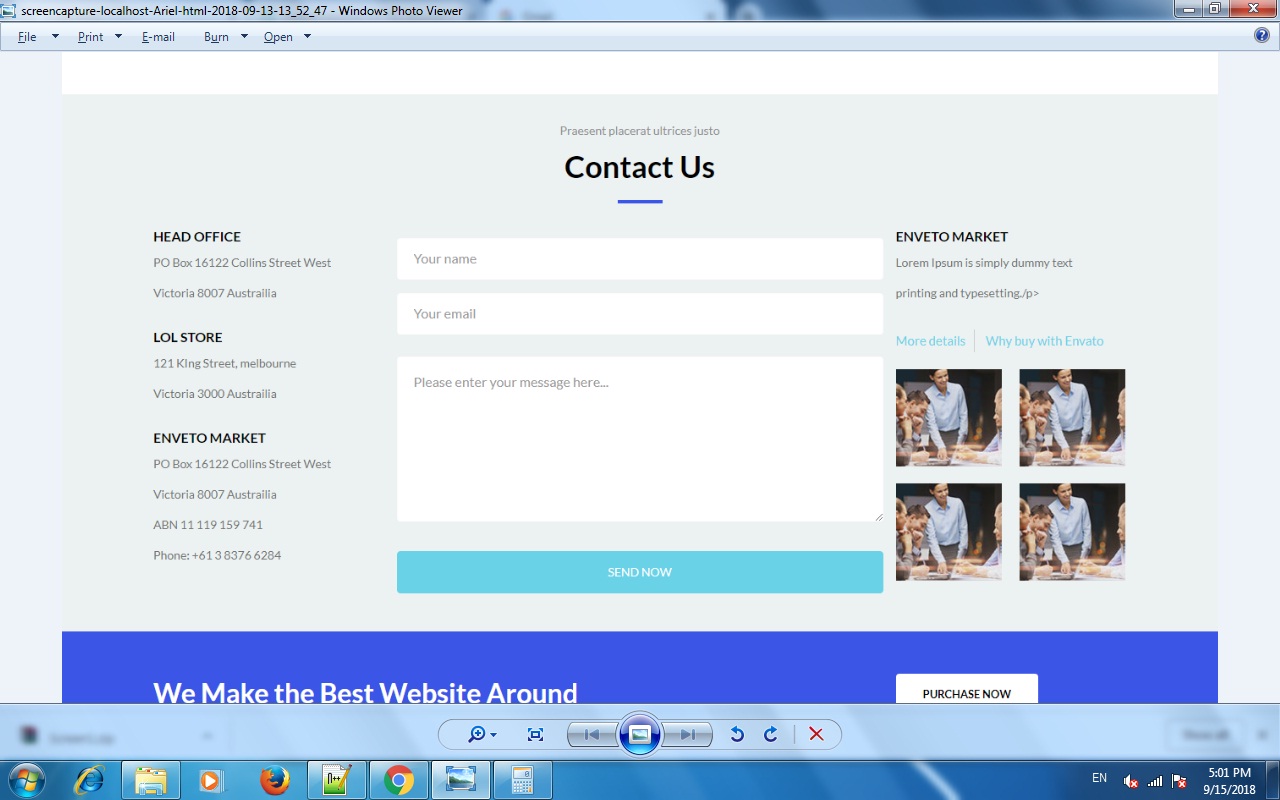 screencapture-localhost-Ariel-html-2018-09-13-13_52_47 - Windows Photo Viewer
File Print E-mail Burn Open
Praesent placerat ultrices justo
Contact Us
HEAD OFFICE
PO Box 16122 Collins Street West
Victoria 8007 Austrailia
LOL STORE
121 KIng Street, melbourne
Victoria 3000 Austrailia
ENVETO MARKET
PO Box 16122 Collins Street West
Victoria 8007 Austrailia
ABN 11 119 159 741
Phone: +61 3 8376 6284
Your name
Your email
Please enter your message here...
SEND NOW
ENVETO MARKET
Lorem Ipsum is simply dummy text
printing and typesetting./p>
More details Why buy with Envato
We Make the Best Website Around
PURCHASE NOW
EN
5:01 PM
9/15/2018